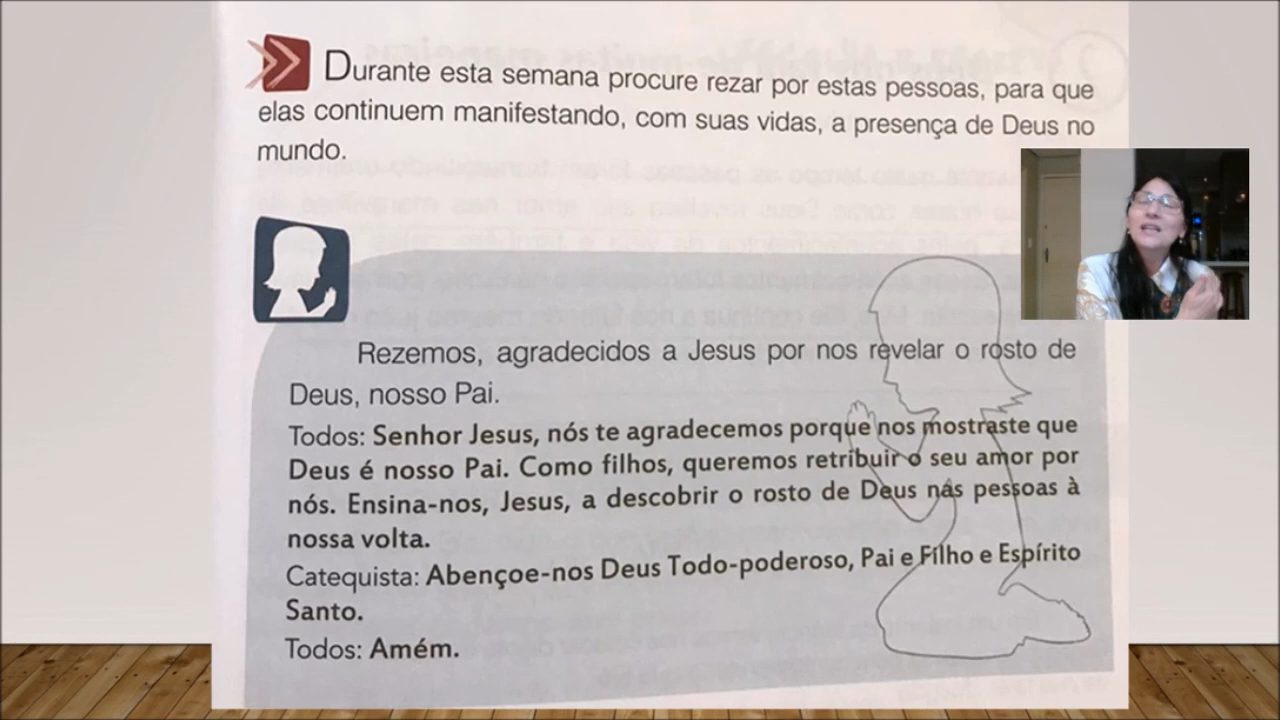 Durante esta semana procure rezar por estas pessoas, para que
elas continuem manifestando, com suas vidas, a presença de Deus no
mundo.
Rezemos, agradecidos a Jesus por nos revelar o rosto de
Deus, nosso Pai.
Todos: Senhor Jesus, nós te agradecemos porque nos mostraste que
Deus é nosso Pai. Como filhos, queremos retribuir o seu amor por
nós. Ensina-nos, Jesus, a descobrir o rosto de Deus nas pessoas à
nossa volta.
Catequista: Abençoe-nos Deus Todo-poderoso, Pai e Filho e Espírito
Santo.
Todos: Amém.